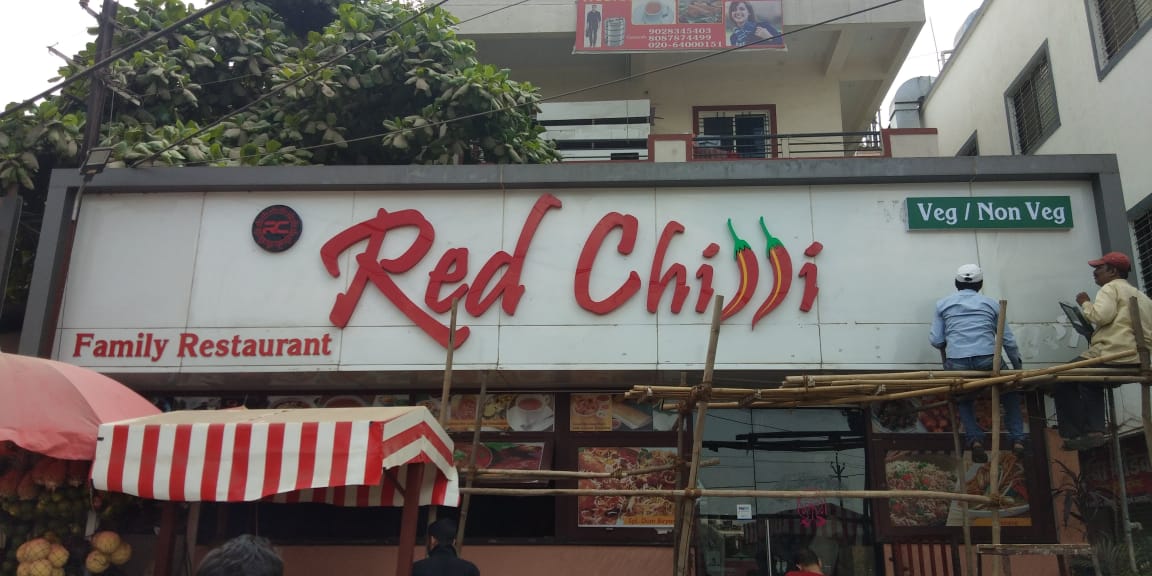 9028345403
8087874499
020-64000151
RC
Red Chilli
Veg / Non Veg
Family Restaurant